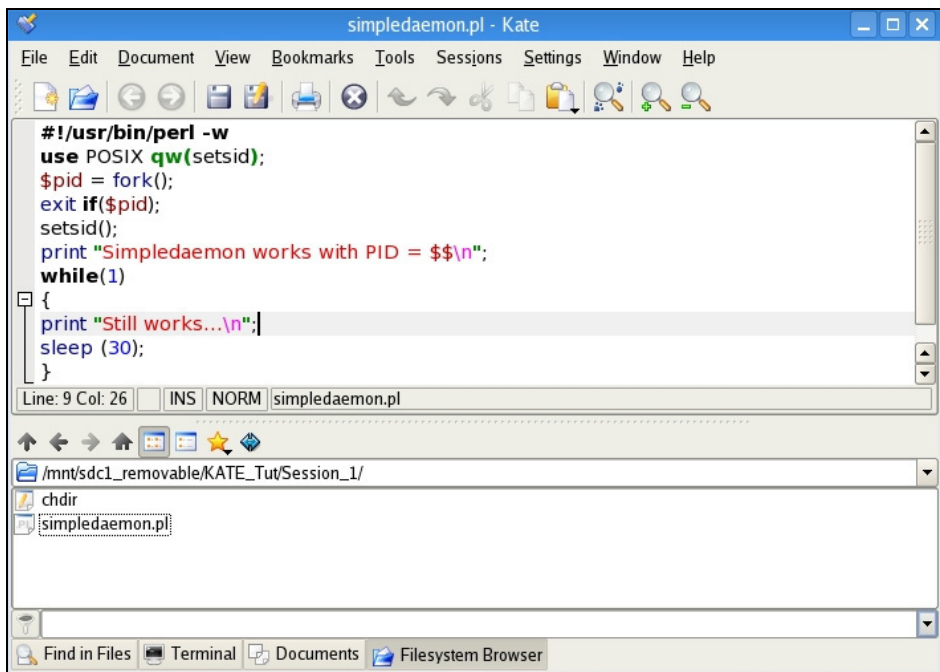 simpledaemon.pl - Kate
File Edit Document View Bookmarks Tools Sessions Settings Window Help
#!/usr/bin/perl -w
use POSIX qw(setsid);
$pid = fork();
exit if($pid);
setsid();
print "Simpledaemon works with PID = $$\n";
while(1)
{
print "Still works...\n";
sleep (30);
}
Line: 9 Col: 26 INS NORM simpledaemon.pl
/mnt/sdc1_removable/KATE_Tut/Session_1/
chdir
simpledaemon.pl
Find in Files Terminal Documents Filesystem Browser